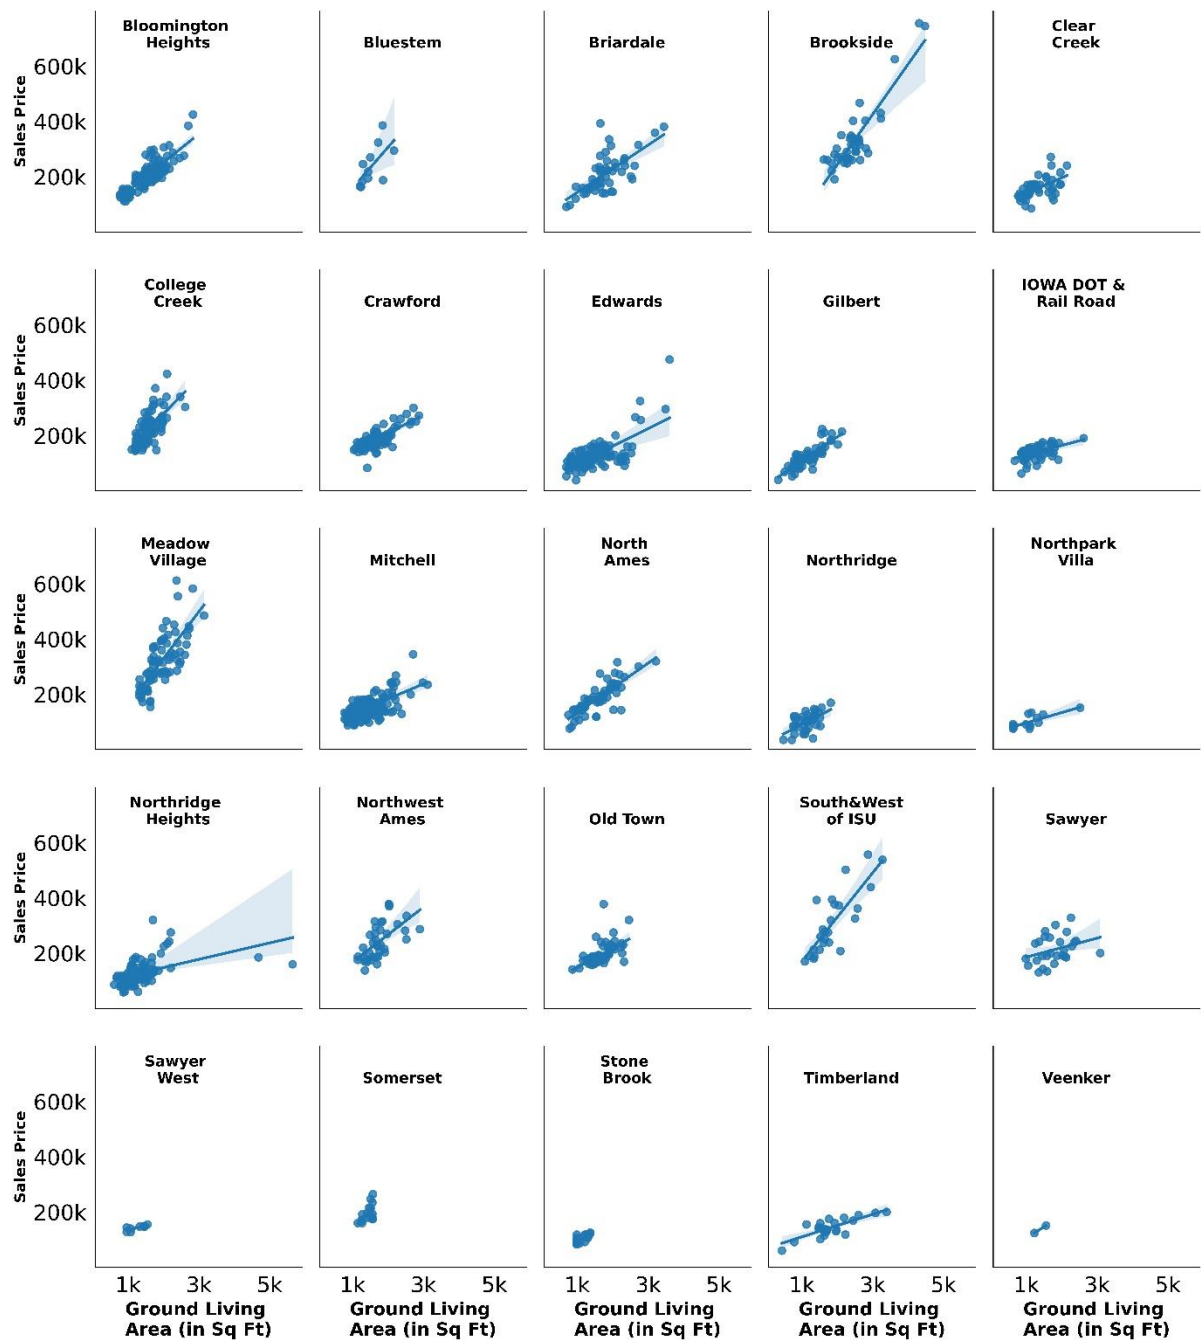 Bloomington
Heights
Bluestem
Briardale
Brookside
Clear
Creek
600k
400k
200k
Sales Price
College
Creek
Crawford
Edwards
Gilbert
IOWA DOT &
Rail Road
600k
400k
200k
Sales Price
Meadow
Village
Mitchell
North
Ames
Northridge
Northpark
Villa
600k
400k
200k
Sales Price
Northridge
Heights
Northwest
Ames
Old Town
South&West
of ISU
Sawyer
600k
400k
200k
Sales Price
Sawyer
West
Somerset
Stone
Brook
Timberland
Veenker
600k
400k
200k
Sales Price
1k 3k 5k
Ground Living
Area (in Sq Ft)
1k 3k 5k
Ground Living
Area (in Sq Ft)
1k 3k 5k
Ground Living
Area (in Sq Ft)
1k 3k 5k
Ground Living
Area (in Sq Ft)
1k 3k 5k
Ground Living
Area (in Sq Ft)